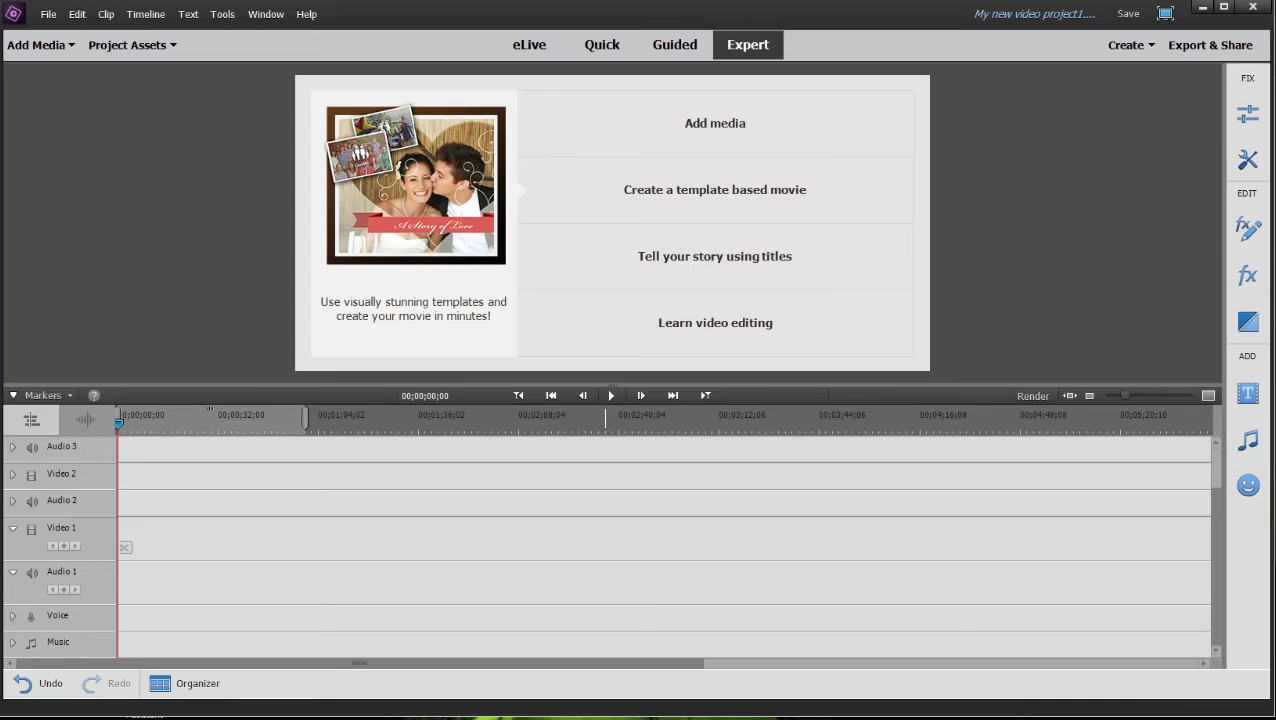 File Edit Clip Timeline Text Tools Window Help My new video project1.... Save
Add Media Project Assets eLive Quick Guided Expert Create Export & Share
FIX
Add media
Create a template based movie
EDIT
A Story of Love
Tell your story using titles
Use visually stunning templates and
create your movie in minutes!
Learn video editing
ADD
Markers ? 00;00;00;00 Render
0;00;00;00 00;00;32;00 00;01;04;02 00;01;36;02 00;02;08;04 00;02;40;04 00;03;12;06 00;03;44;06 00;04;16;08 00;04;48;08 00;05;20;10
Audio 3
Video 2
Audio 2
Video 1
Audio 1
Voice
Music
Undo Redo Organizer